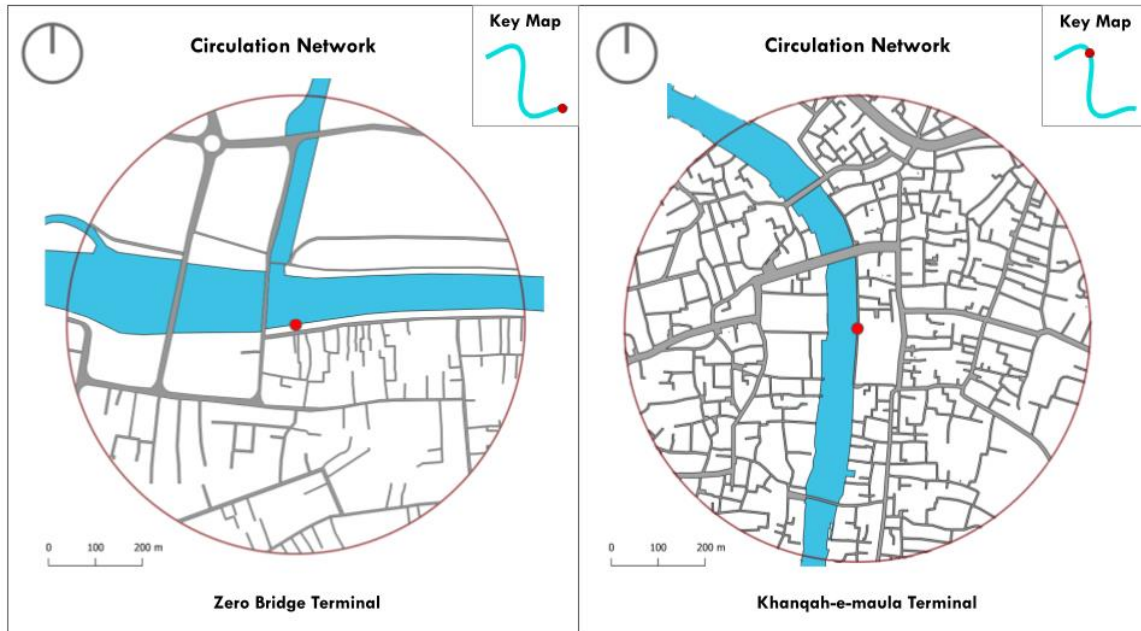 Circulation Network
Key Map
0 100 200 m
Zero Bridge Terminal
Circulation Network
Key Map
0 100 200 m
Khanqah-e-maula Terminal